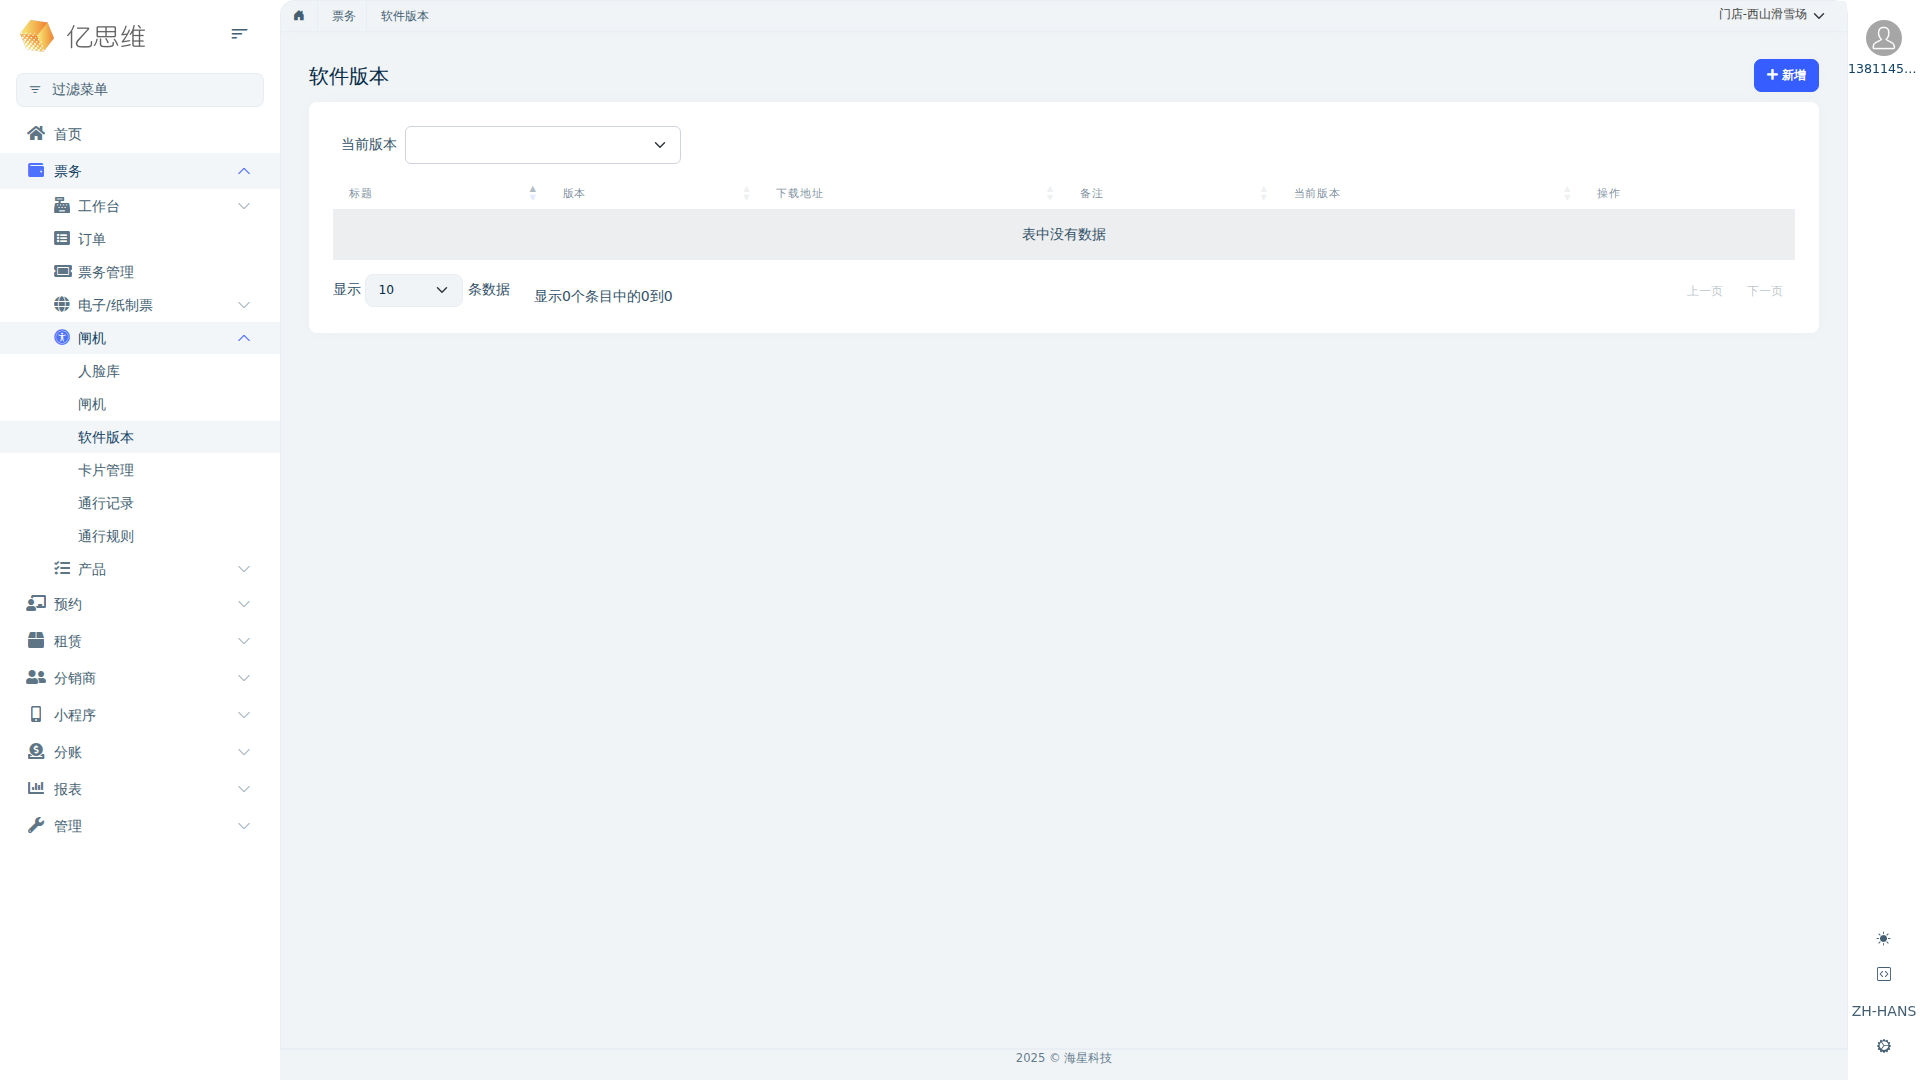 亿思维
过滤菜单
首页
票务
工作台
订单
票务管理
电子/纸制票
闸机
人脸库
闸机
软件版本
卡片管理
通行记录
通行规则
产品
预约
租赁
分销商
小程序
分账
报表
管理
票务 软件版本
门店-西山滑雪场
软件版本
新增
当前版本
标题 版本 下载地址 备注 当前版本 操作
表中没有数据
显示 10 条数据 显示0个条目中的0到0
上一页 下一页
2025 © 海星科技
1381145...
ZH-HANS